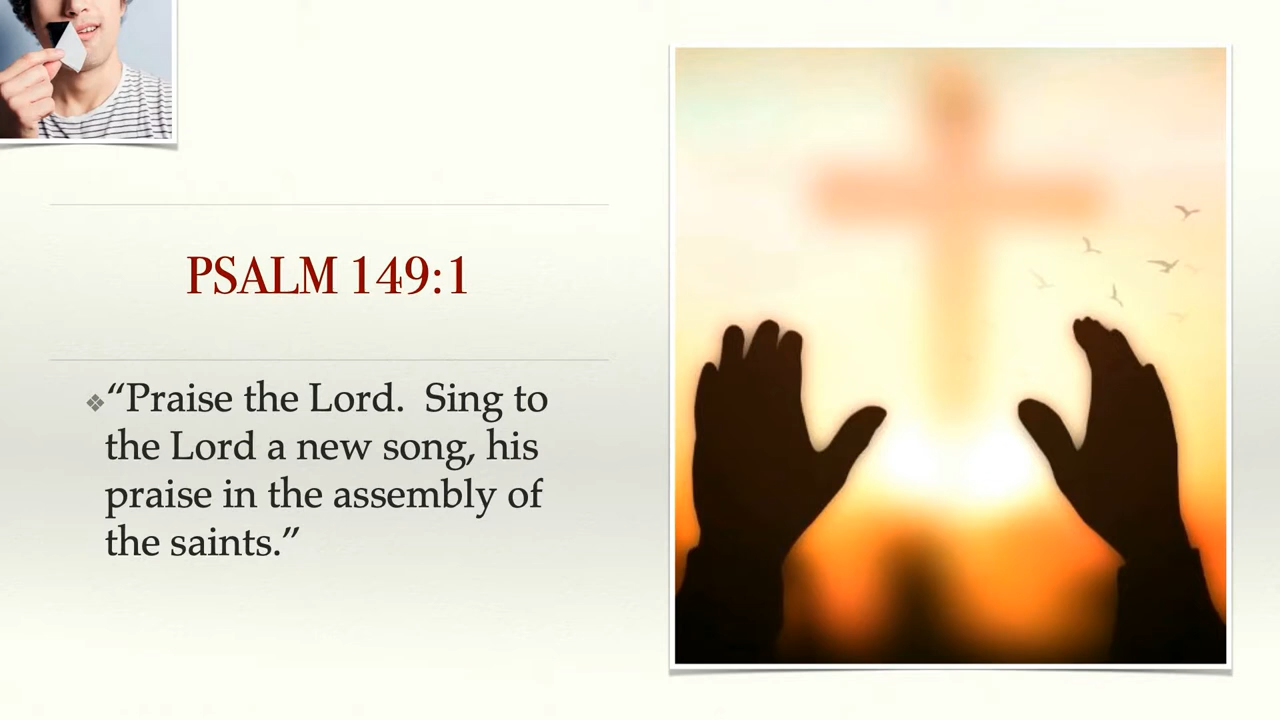 PSALM 149:1
“Praise the Lord.  Sing to
the Lord a new song, his
praise in the assembly of
the saints.”